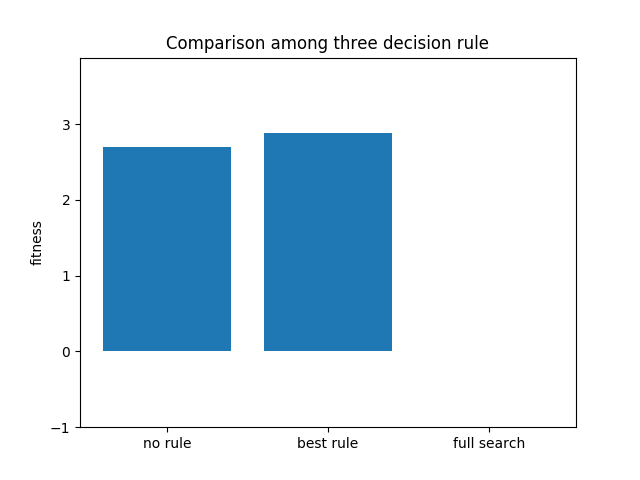 Comparison among three decision rule
fitness
3
2
1
0
−1
no rule
best rule
full search